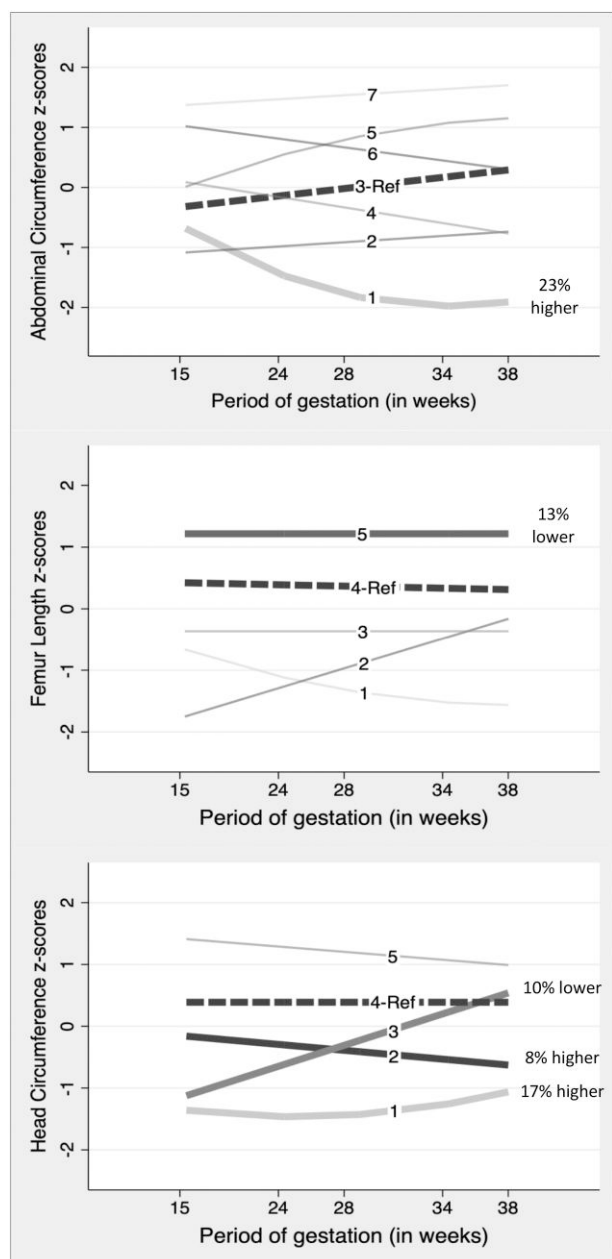 Abdominal Circumference z-scores
2
1
0
-1
-2
7
5
6
3-Ref
4
2
1
23%
higher
15 24 28 34 38
Period of gestation (in weeks)
Femur Length z-scores
2
1
0
-1
-2
5
4-Ref
3
2
1
13%
lower
15 24 28 34 38
Period of gestation (in weeks)
Head Circumference z-scores
2
1
0
-1
-2
5
4-Ref
3
2
1
10% lower
8% higher
17% higher
15 24 28 34 38
Period of gestation (in weeks)